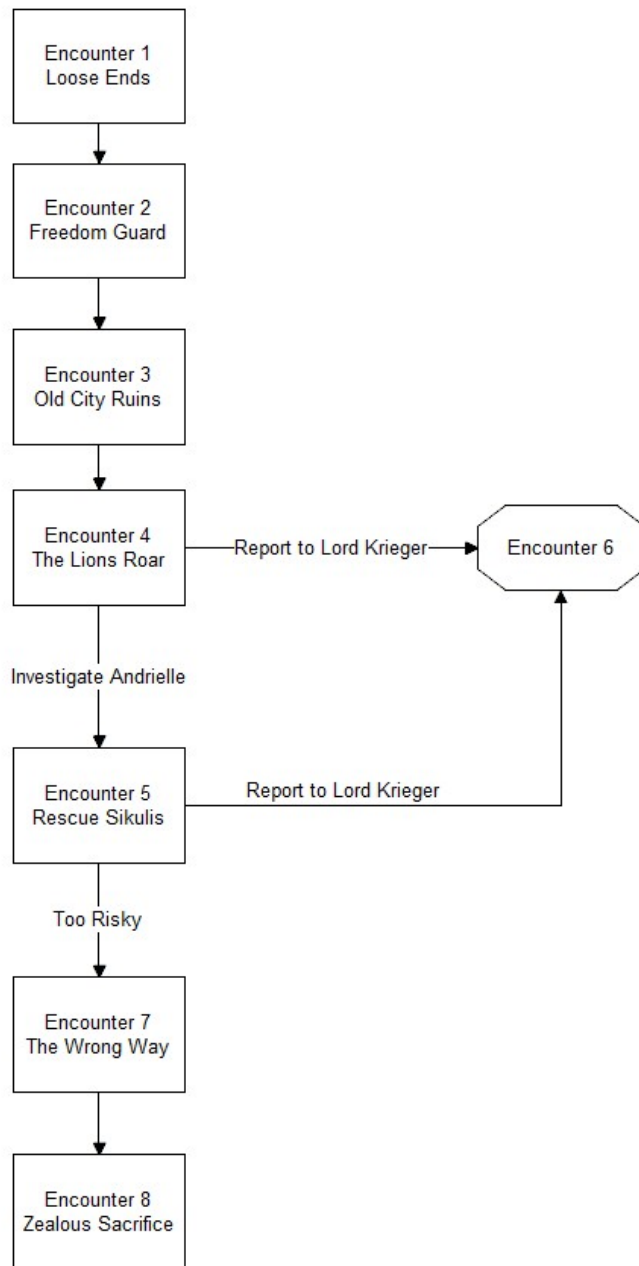 Encounter 1
Loose Ends
Encounter 2
Freedom Guard
Encounter 3
Old City Ruins
Encounter 4
The Lions Roar
Report to Lord Krieger
Encounter 6
Investigate Andrielle
Encounter 5
Rescue Sikulis
Report to Lord Krieger
Too Risky
Encounter 7
The Wrong Way
Encounter 8
Zealous Sacrifice